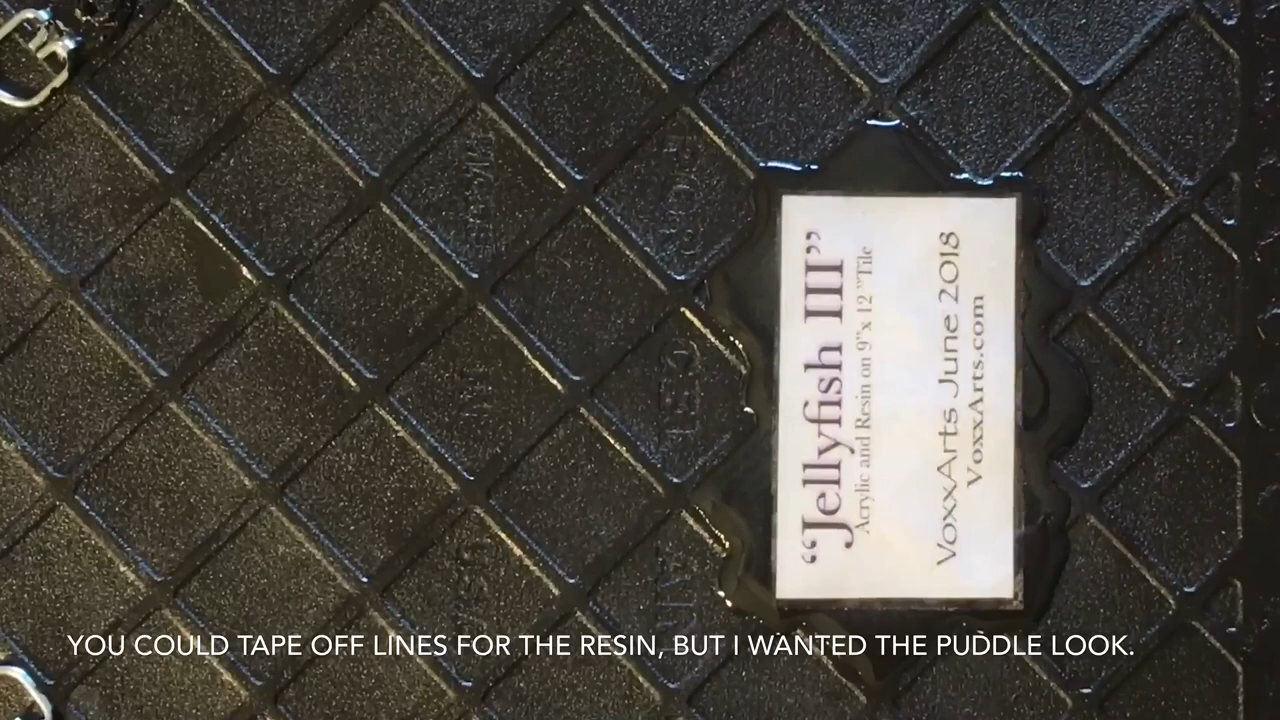 “Jellyfish III”
Acrylic and Resin on 9”x 12 ”Tile
VoxxArts June 2018
VoxxArts.com
YOU COULD TAPE OFF LINES FOR THE RESIN, BUT I WANTED THE PUDDLE LOOK.